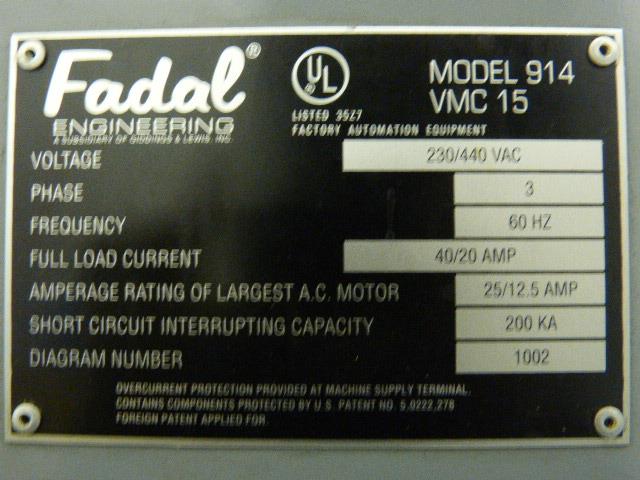 Fadal®
ENGINEERING
A SUBSIDIARY OF GIDDINGS & LEWIS, INC.
UL ®
LISTED 35Z7
FACTORY AUTOMATION EQUIPMENT
MODEL 914
VMC 15
VOLTAGE 230/440 VAC
PHASE 3
FREQUENCY 60 HZ
FULL LOAD CURRENT 40/20 AMP
AMPERAGE RATING OF LARGEST A.C. MOTOR 25/12.5 AMP
SHORT CIRCUIT INTERRUPTING CAPACITY 200 KA
DIAGRAM NUMBER 1002
OVERCURRENT PROTECTION PROVIDED AT MACHINE SUPPLY TERMINAL.
CONTAINS COMPONENTS PROTECTED BY U.S. PATENT NO. 5,0222,276
FOREIGN PATENT APPLIED FOR.